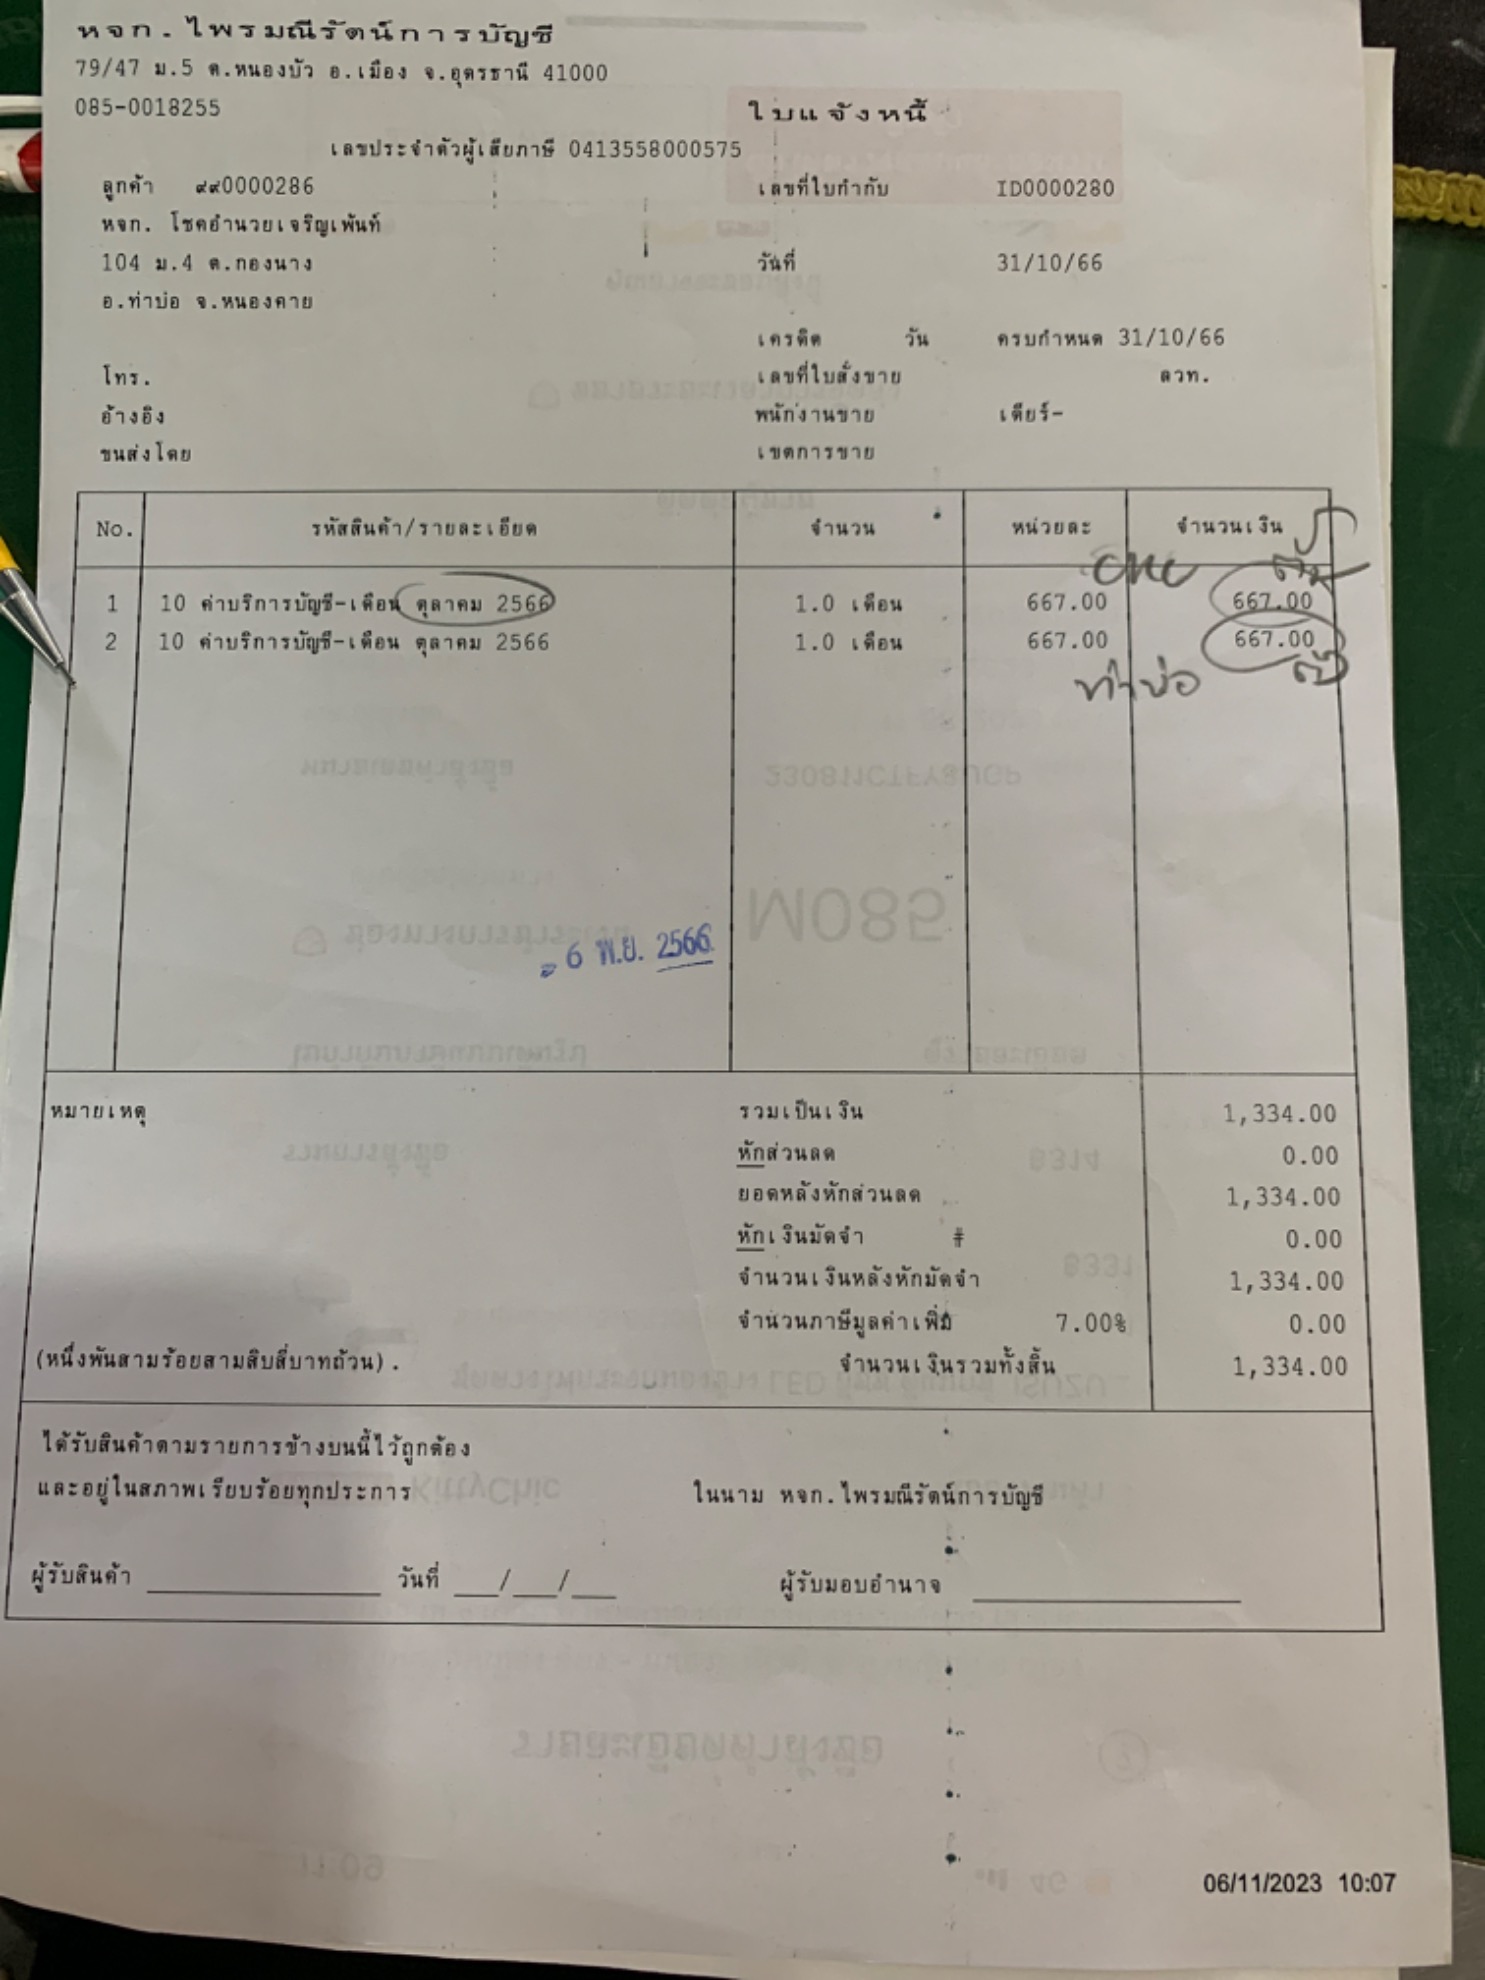 หจก.ไพรมณีรัตน์การบัญชี
79/47 ม.5 ต.หนองบัว อ.เมือง จ.อุดรธานี 41000
085-0018255
ใบแจ้งหนี้
เลขประจำตัวผู้เสียภาษี 0413558000575
ลูกค้า ๙๙0000286 เลขที่ใบกำกับ ID0000280
หจก. โชคอำนวยเจริญเพ้นท์
104 ม.4 ต.กองนาง วันที่ 31/10/66
อ.ท่าบ่อ จ.หนองคาย
เครดิต วัน ครบกำหนด 31/10/66
โทร. เลขที่ใบสั่งขาย ลวท.
อ้างอิง พนักงานขาย เดียร์-
ขนส่งโดย เขตการขาย
No. รหัสสินค้า/รายละเอียด จำนวน หน่วยละ จำนวนเงิน
1 10 ค่าบริการบัญชี-เดือน ตุลาคม 2566 1.0 เดือน 667.00 667.00
2 10 ค่าบริการบัญชี-เดือน ตุลาคม 2566 1.0 เดือน 667.00 667.00
ท่าบ่อ
- 6 พ.ย. 2566
M085
หมายเหตุ รวมเป็นเงิน 1,334.00
หักส่วนลด 0.00
ยอดหลังหักส่วนลด 1,334.00
หักเงินมัดจำ # 0.00
จำนวนเงินหลังหักมัดจำ 1,334.00
จำนวนภาษีมูลค่าเพิ่ม 7.00% 0.00
(หนึ่งพันสามร้อยสามสิบสี่บาทถ้วน). จำนวนเงินรวมทั้งสิ้น 1,334.00
ได้รับสินค้าตามรายการข้างบนนี้ไว้ถูกต้อง
และอยู่ในสภาพเรียบร้อยทุกประการ ในนาม หจก.ไพรมณีรัตน์การบัญชี
ผู้รับสินค้า วันที่ __/__/__ ผู้รับมอบอำนาจ
06/11/2023 10:07